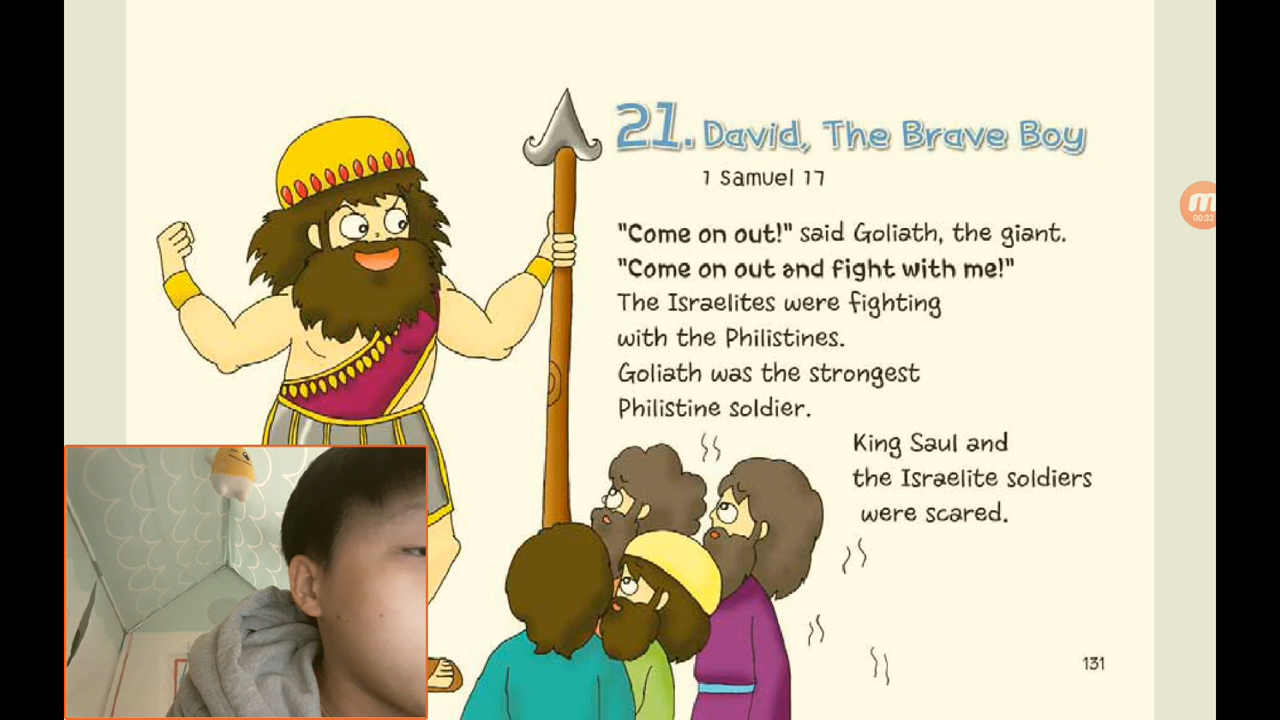 21. David, The Brave Boy
1 Samuel 17
"Come on out!" said Goliath, the giant.
"Come on out and fight with me!"
The Israelites were fighting
with the Philistines.
Goliath was the strongest
Philistine soldier.
King Saul and
the Israelite soldiers
were scared.
131
m
00:32